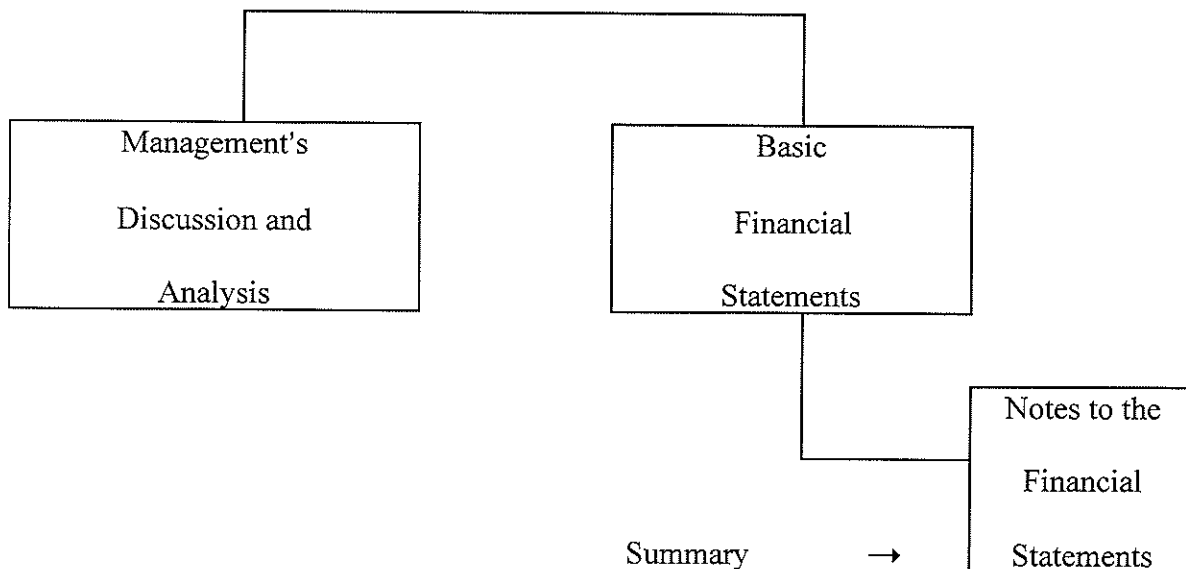 Management's
Discussion and
Analysis
Basic
Financial
Statements
Notes to the
Financial
Summary → Statements